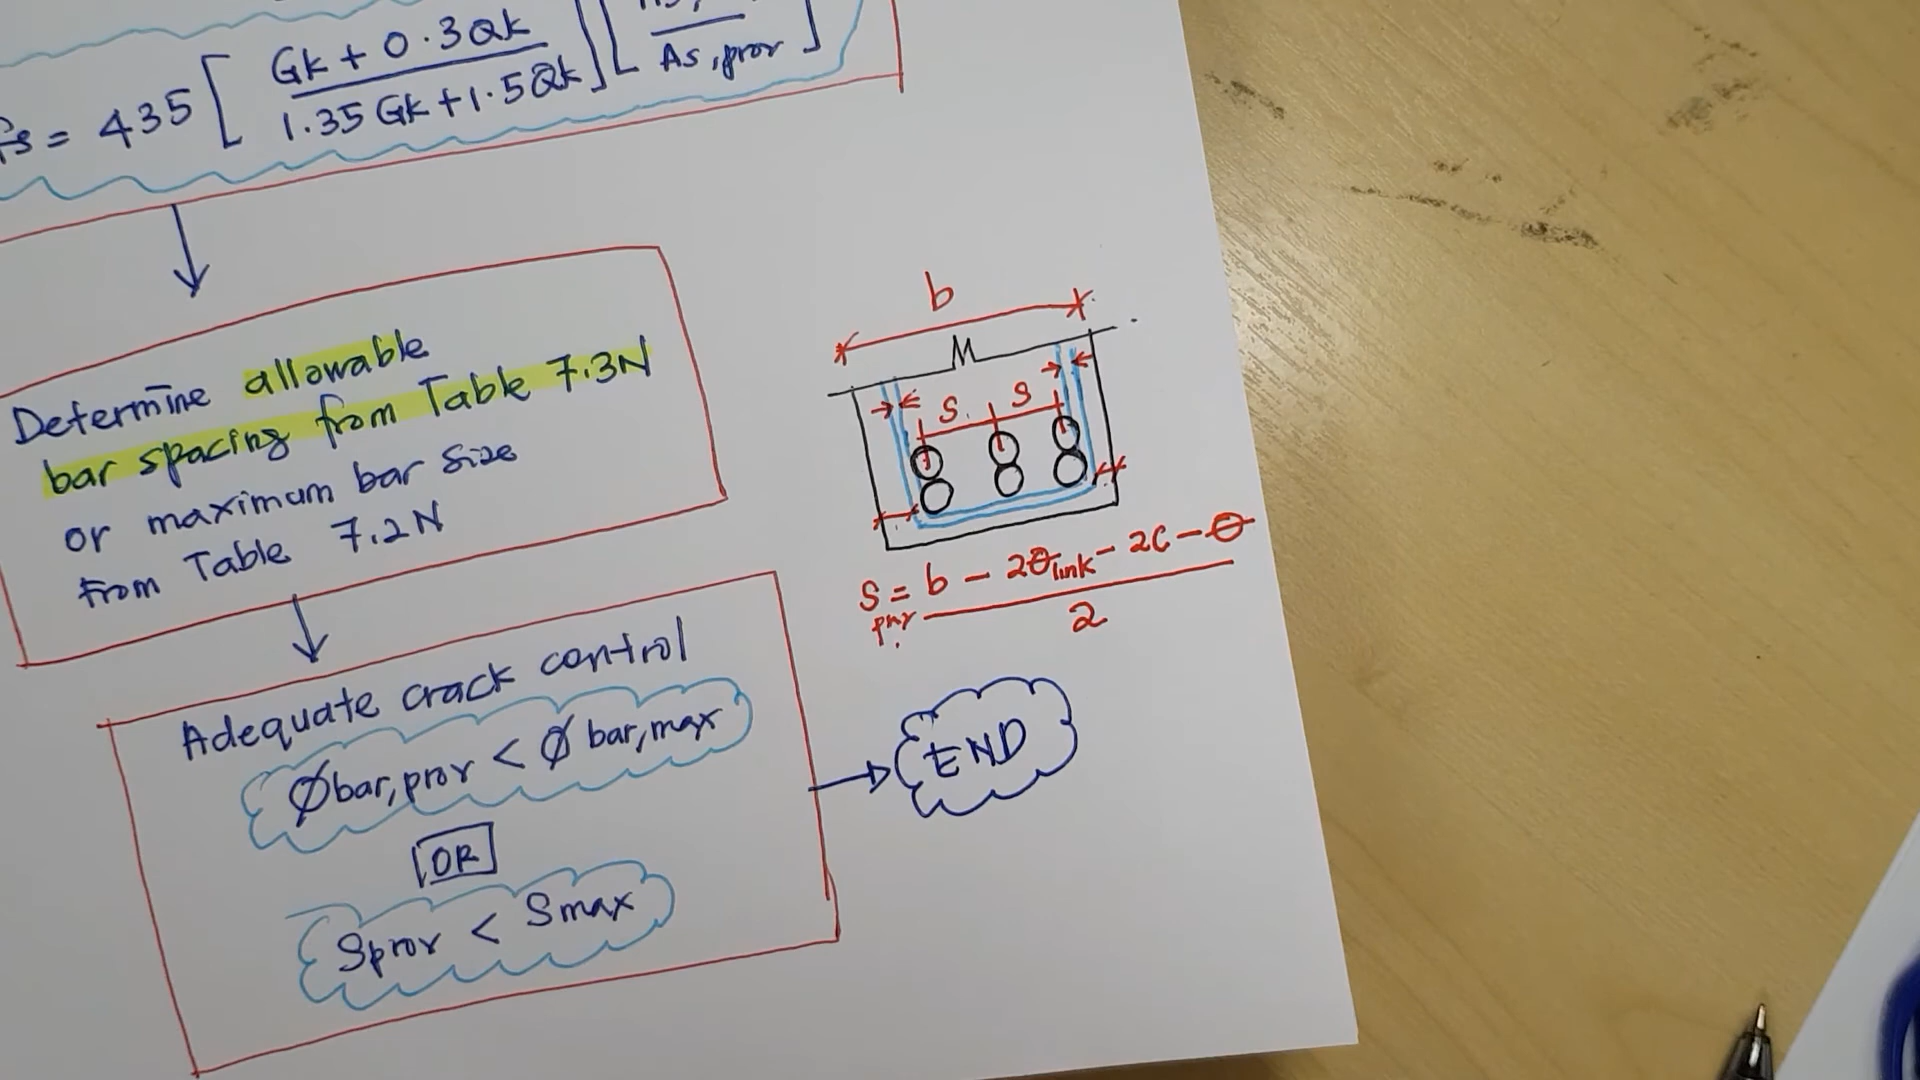 = 435 [ Gk + 0.3Qk
1.35 Gk + 1.5Qk ] [
As,prov ]
Determine allowable
bar spacing from Table 7.3N
or maximum bar size
from Table 7.2N
b
M
S. S
S = b - 2Ølink - 2C - Ø
prov
2
Adequate crack control
Øbar,prov < Ø bar,max
OR
Sprov < Smax
END